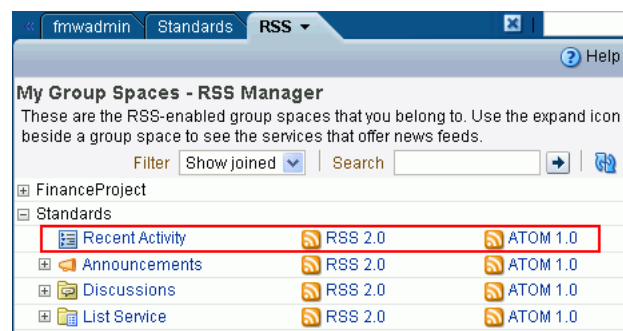 fmwadmin Standards RSS
Help
My Group Spaces - RSS Manager
These are the RSS-enabled group spaces that you belong to. Use the expand icon
beside a group space to see the services that offer news feeds.
Filter Show joined Search
FinanceProject
Standards
Recent Activity RSS 2.0 ATOM 1.0
Announcements RSS 2.0 ATOM 1.0
Discussions RSS 2.0 ATOM 1.0
List Service RSS 2.0 ATOM 1.0